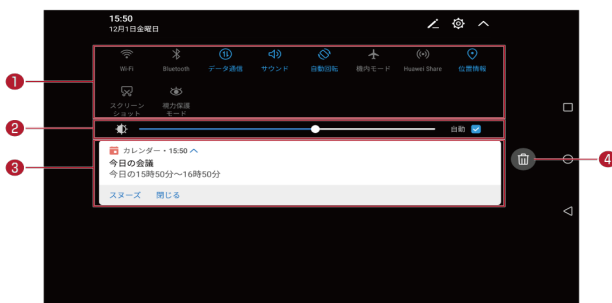 15:50
12月1日金曜日
Wi-Fi Bluetooth データ通信 サウンド 自動回転 機内モード Huawei Share 位置情報
1
スクリーン 視力保護
ショット モード
2
自動
カレンダー・15:50
3
今日の会議
4
今日の15時50分~16時50分
スヌーズ 閉じる